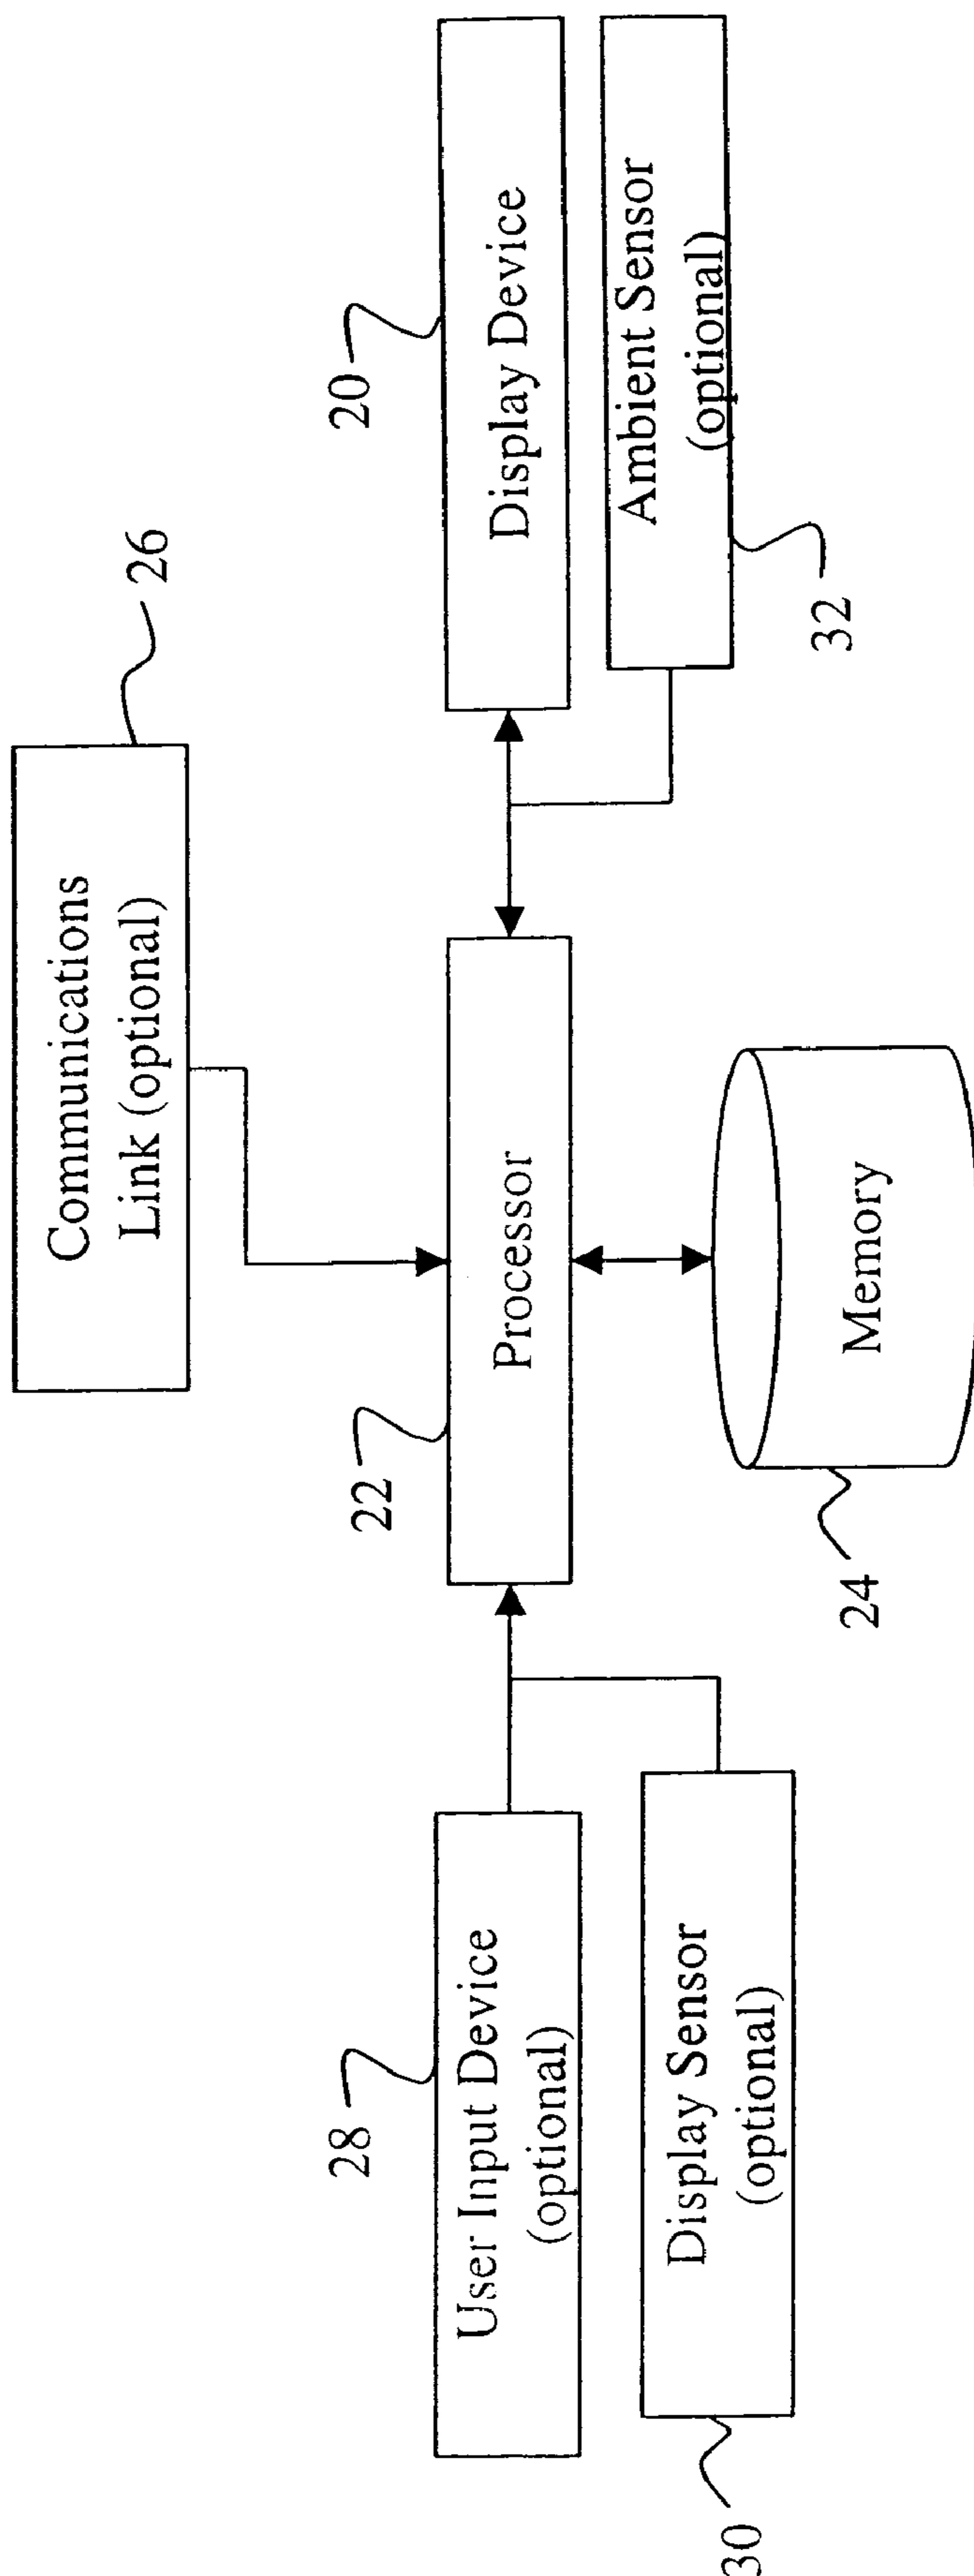 Communications
Link (optional)
26
28
User Input Device
(optional)
22
Processor
20
Display Device
Display Sensor
(optional)
30
Memory
24
Ambient Sensor
(optional)
32